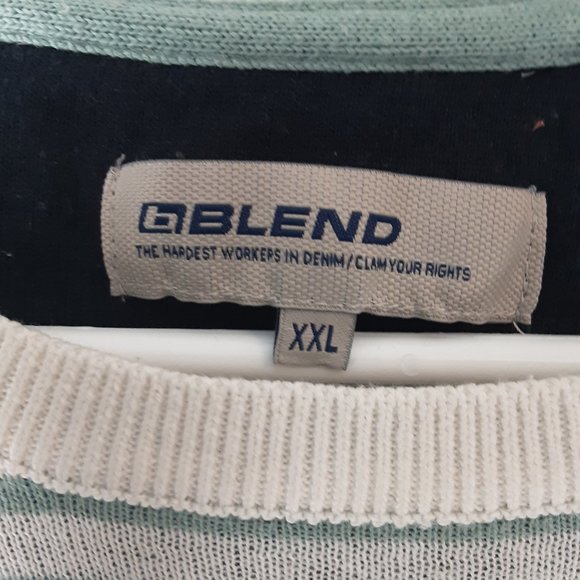 BLEND
THE HARDEST WORKERS IN DENIM / CLAIM YOUR RIGHTS
XXL